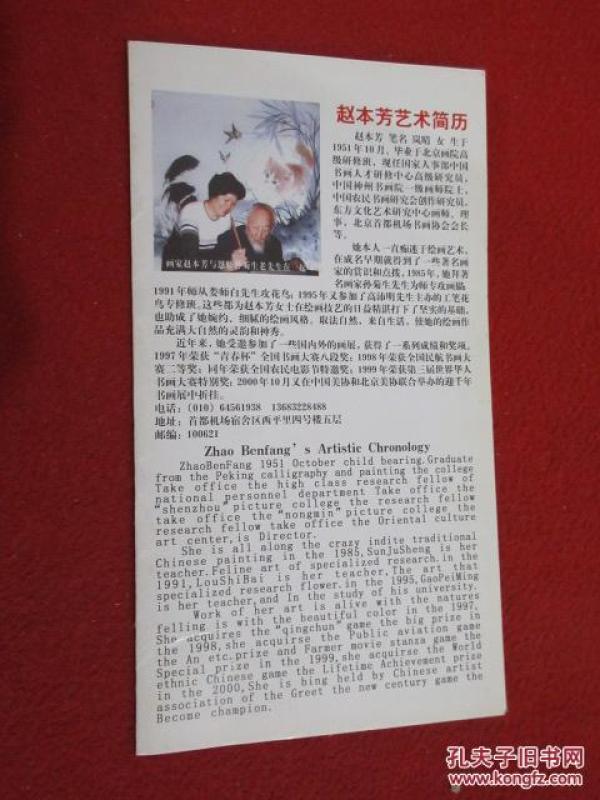 赵本芳艺术简历
赵本芳 笔名 岚晴 女 生于
1951年10月。毕业于北京画院高
级研修班，现任国家人事部中国
书画人才研修中心高级研究员，
中国神州书画院一级画师院士，
中国农民书画研究会创作研究员，
东方文化艺术研究中心画师、理
事，北京首都机场书画协会会长
等。
她本人一直痴迷于绘画艺术，
在成名早期就得到了一些著名画
家的赏识和点拨。1985年，她拜著
名画家孙菊生先生为师专攻画猫，
画家赵本芳与恩师孙菊生老先生在一起
1991年师从娄师白先生攻花鸟；1995年又参加了高沛明先生主办的工笔花
鸟专修班。这些都为赵本芳女士在绘画技艺的日益精湛打下了坚实的基础，
也助成了她婉约、细腻的绘画风格。取法自然，来自生活，使她的绘画作
品充满大自然的灵韵和神秀。
近年来，她受邀参加了一些国内外的画展，获得了一系列成绩和奖项。
1997年荣获“青春杯”全国书画大赛八段奖；1998年荣获全国民航书画大
赛二等奖；同年荣获全国农民电影节特邀奖；1999年荣获第三届世界华人
书画大赛特别奖；2000年10月又在中国美协和北京美协联合举办的迎千年
书画展中折挂。
电话：（010）64561938 13683228488
地址：首都机场宿舍区西平里四号楼五层
邮编：100621
Zhao Benfang’s Artistic Chronology
ZhaoBenFang 1951 October child bearing.Graduate
from the Peking calligraphy and painting the college
Take office the high class research fellow of
national personnel department Take office the
“shenzhou”picture college the research fellow
take office the“nongmin”picture college the
research fellow take office the Oriental culture
art center,is Director.
She is all along the crazy indite traditional
Chinese painting in the 1985,SunJuSheng is her
teacher.Feline art of specialized research.in the
1991,LouShiBai is her teacher,The art that
specialized research flower.in the 1995,GaoPeiMing
is her teacher,and In the study of his university.
Work of her art is alive with the natures
felling is with the beautiful color in the 1997,
She acquires the“qingchun”game the big prize in
the 1998,she acquirse the Public aviation game
the An etc.prize and Farmer movie stanza game the
Special prize in the 1999,she acquirse the World
ethnic Chinese game the Lifetime Achievement prize
in the 2000,She is bing held by Chinese artist
association of the Greet the new century game the
Become champion.
孔夫子旧书网
www.kongfz.com